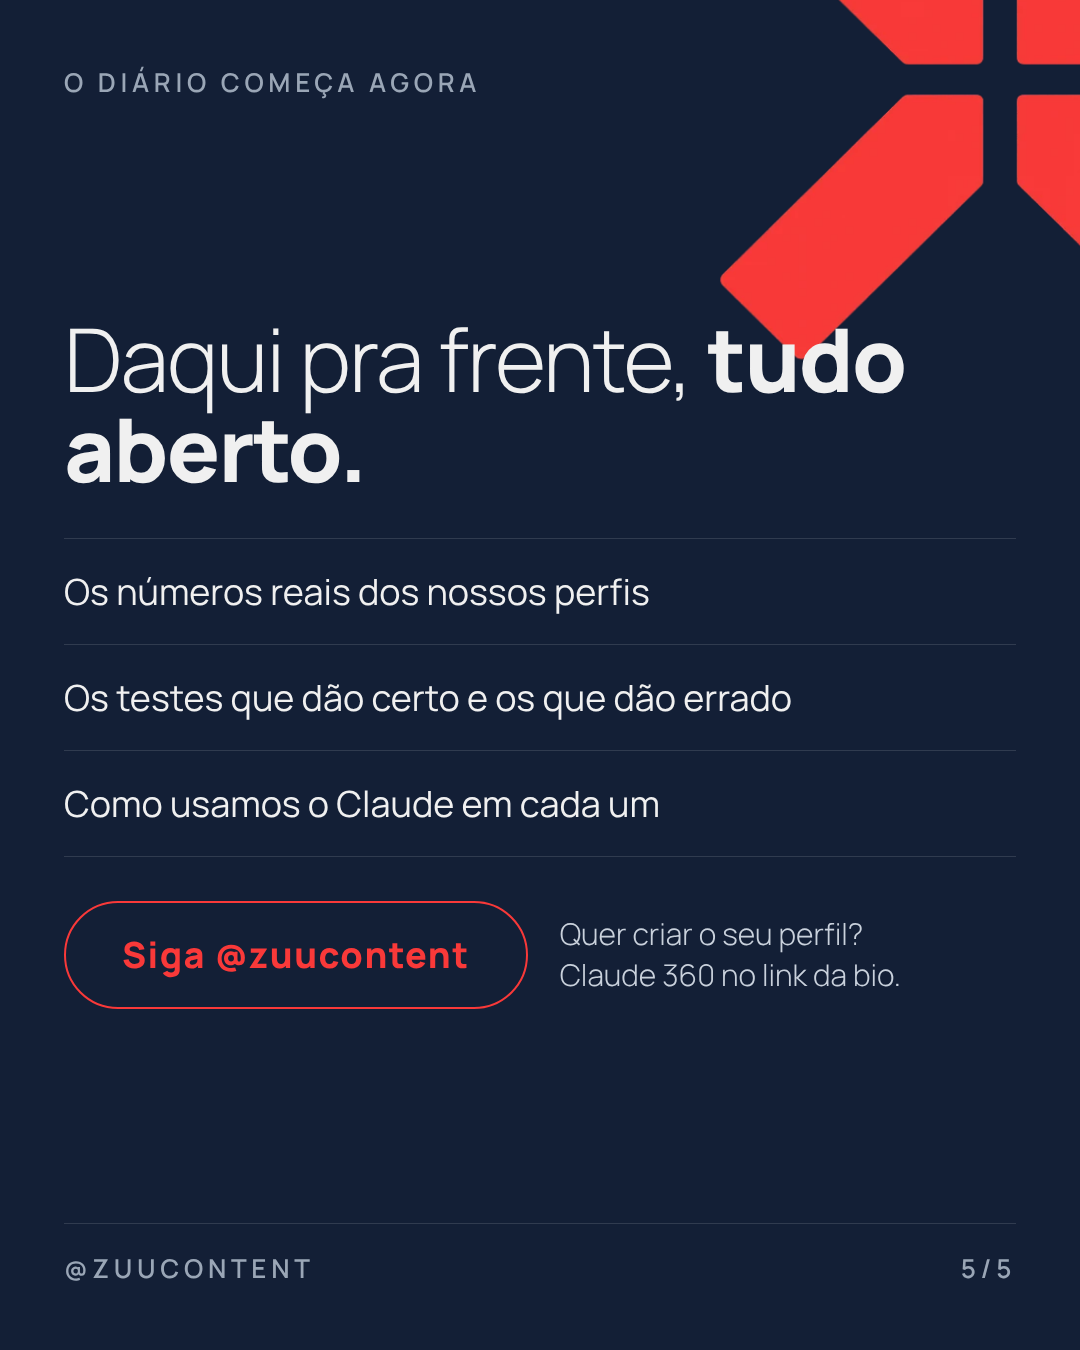 O DIÁRIO COMEÇA AGORA
Daqui pra frente, tudo
aberto.
Os números reais dos nossos perfis
Os testes que dão certo e os que dão errado
Como usamos o Claude em cada um
Siga @zuucontent
Quer criar o seu perfil?
Claude 360 no link da bio.
@ZUUCONTENT
5/5